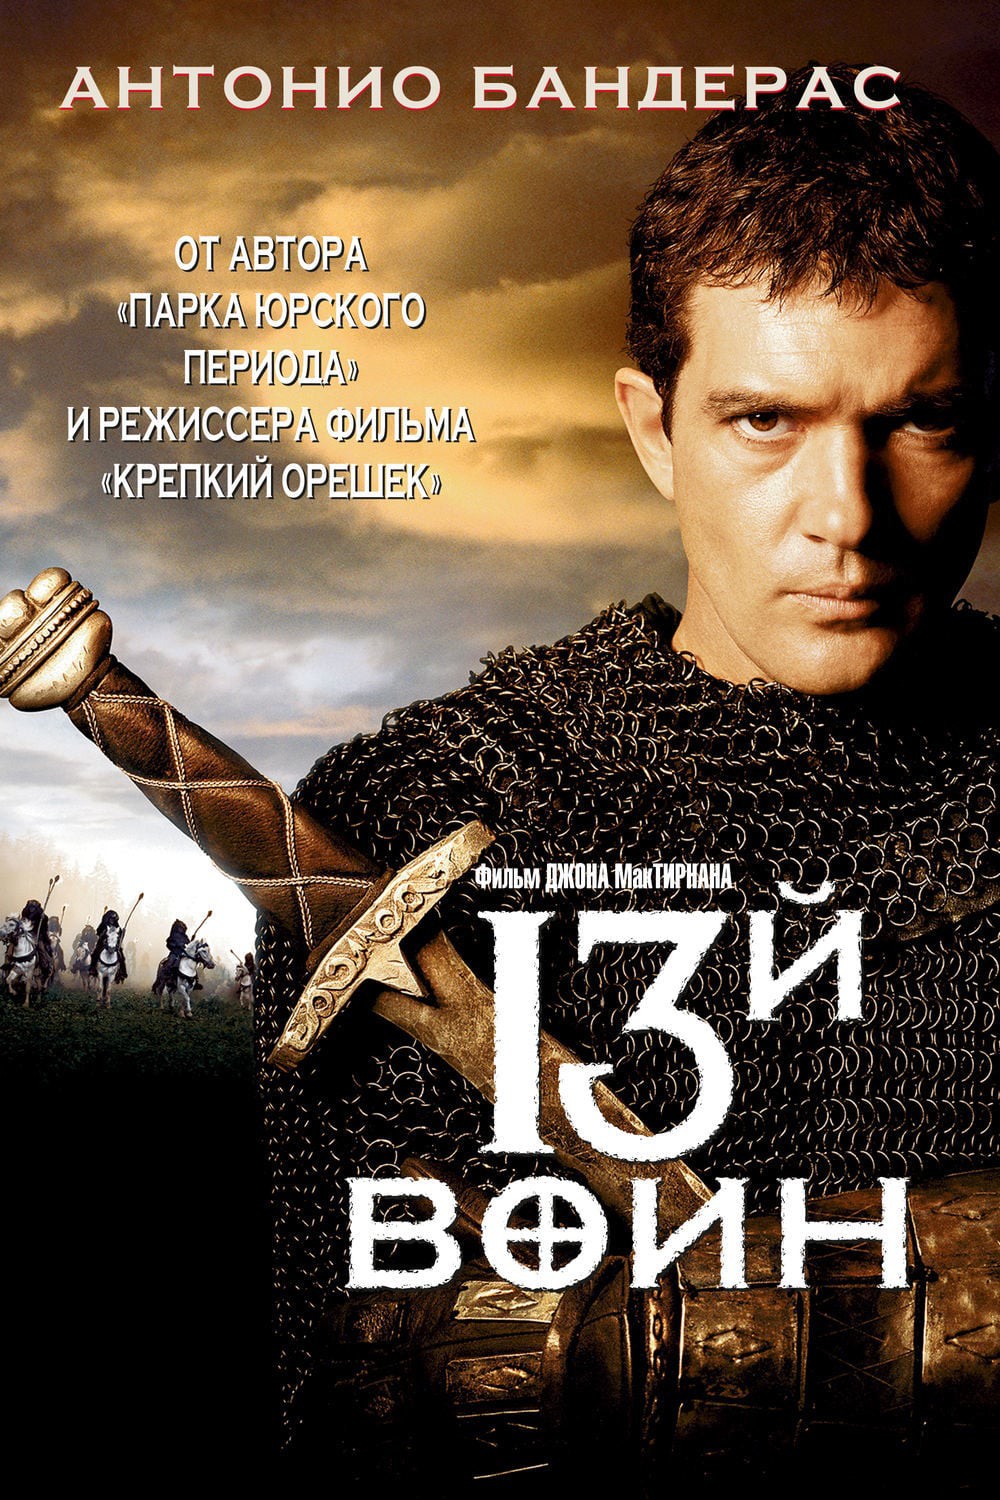 АНТОНИО БАНДЕРАС
ОТ АВТОРА
«ПАРКА ЮРСКОГО
ПЕРИОДА»
И РЕЖИССЕРА ФИЛЬМА
«КРЕПКИЙ ОРЕШЕК»
Фильм ДЖОНА МакТИРНАНА
13й
ВОИН